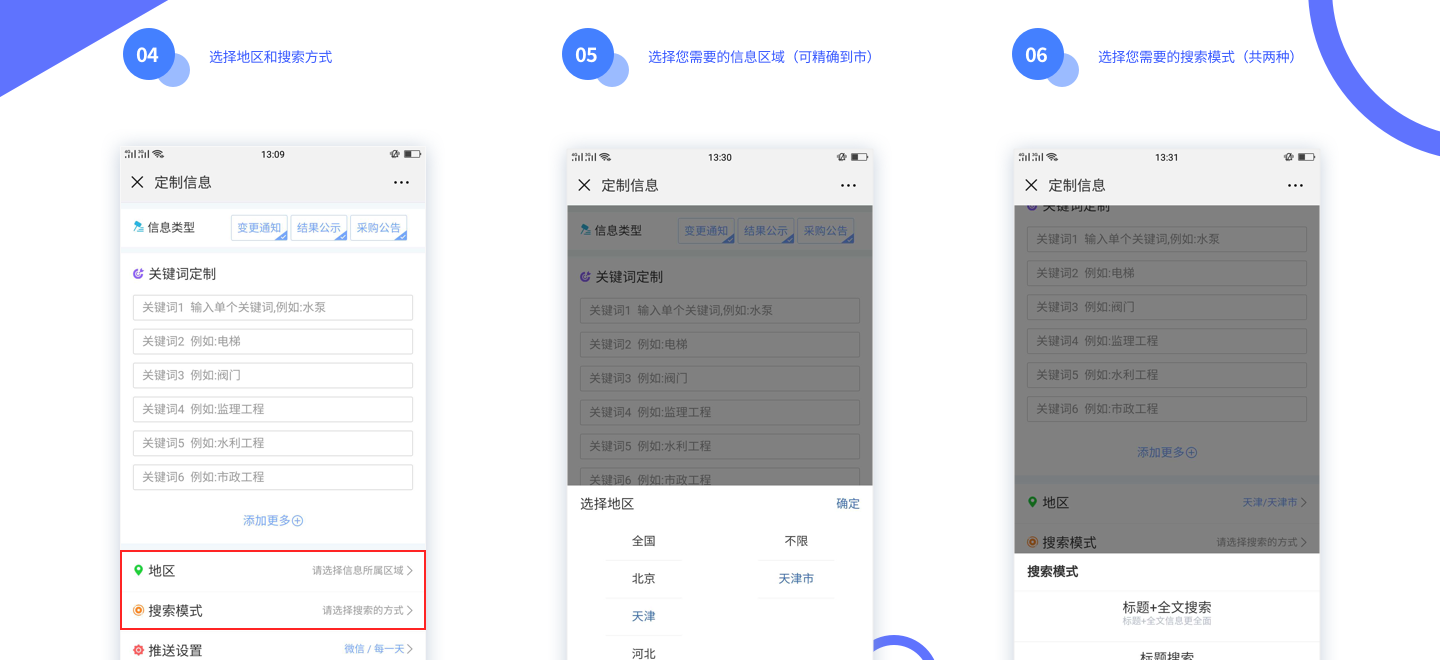 04
选择地区和搜索方式
13:09
定制信息
信息类型
变更通知
结果公示
采购公告
关键词定制
关键词1 输入单个关键词,例如:水泵
关键词2 例如:电梯
关键词3 例如:阀门
关键词4 例如:监理工程
关键词5 例如:水利工程
关键词6 例如:市政工程
添加更多
地区
请选择信息所属区域
搜索模式
请选择搜索的方式
推送设置
微信 / 每一天
05
选择您需要的信息区域（可精确到市）
13:30
定制信息
信息类型
变更通知
结果公示
采购公告
关键词定制
关键词1 输入单个关键词,例如:水泵
关键词2 例如:电梯
关键词3 例如:阀门
关键词4 例如:监理工程
关键词5 例如:水利工程
关键词6 例如:市政工程
选择地区
确定
全国
不限
北京
天津市
天津
河北
06
选择您需要的搜索模式（共两种）
13:31
定制信息
关键词定制
关键词1 输入单个关键词,例如:水泵
关键词2 例如:电梯
关键词3 例如:阀门
关键词4 例如:监理工程
关键词5 例如:水利工程
关键词6 例如:市政工程
添加更多
地区
天津/天津市
搜索模式
请选择搜索的方式
搜索模式
标题+全文搜索
标题+全文信息更全面
标题搜索